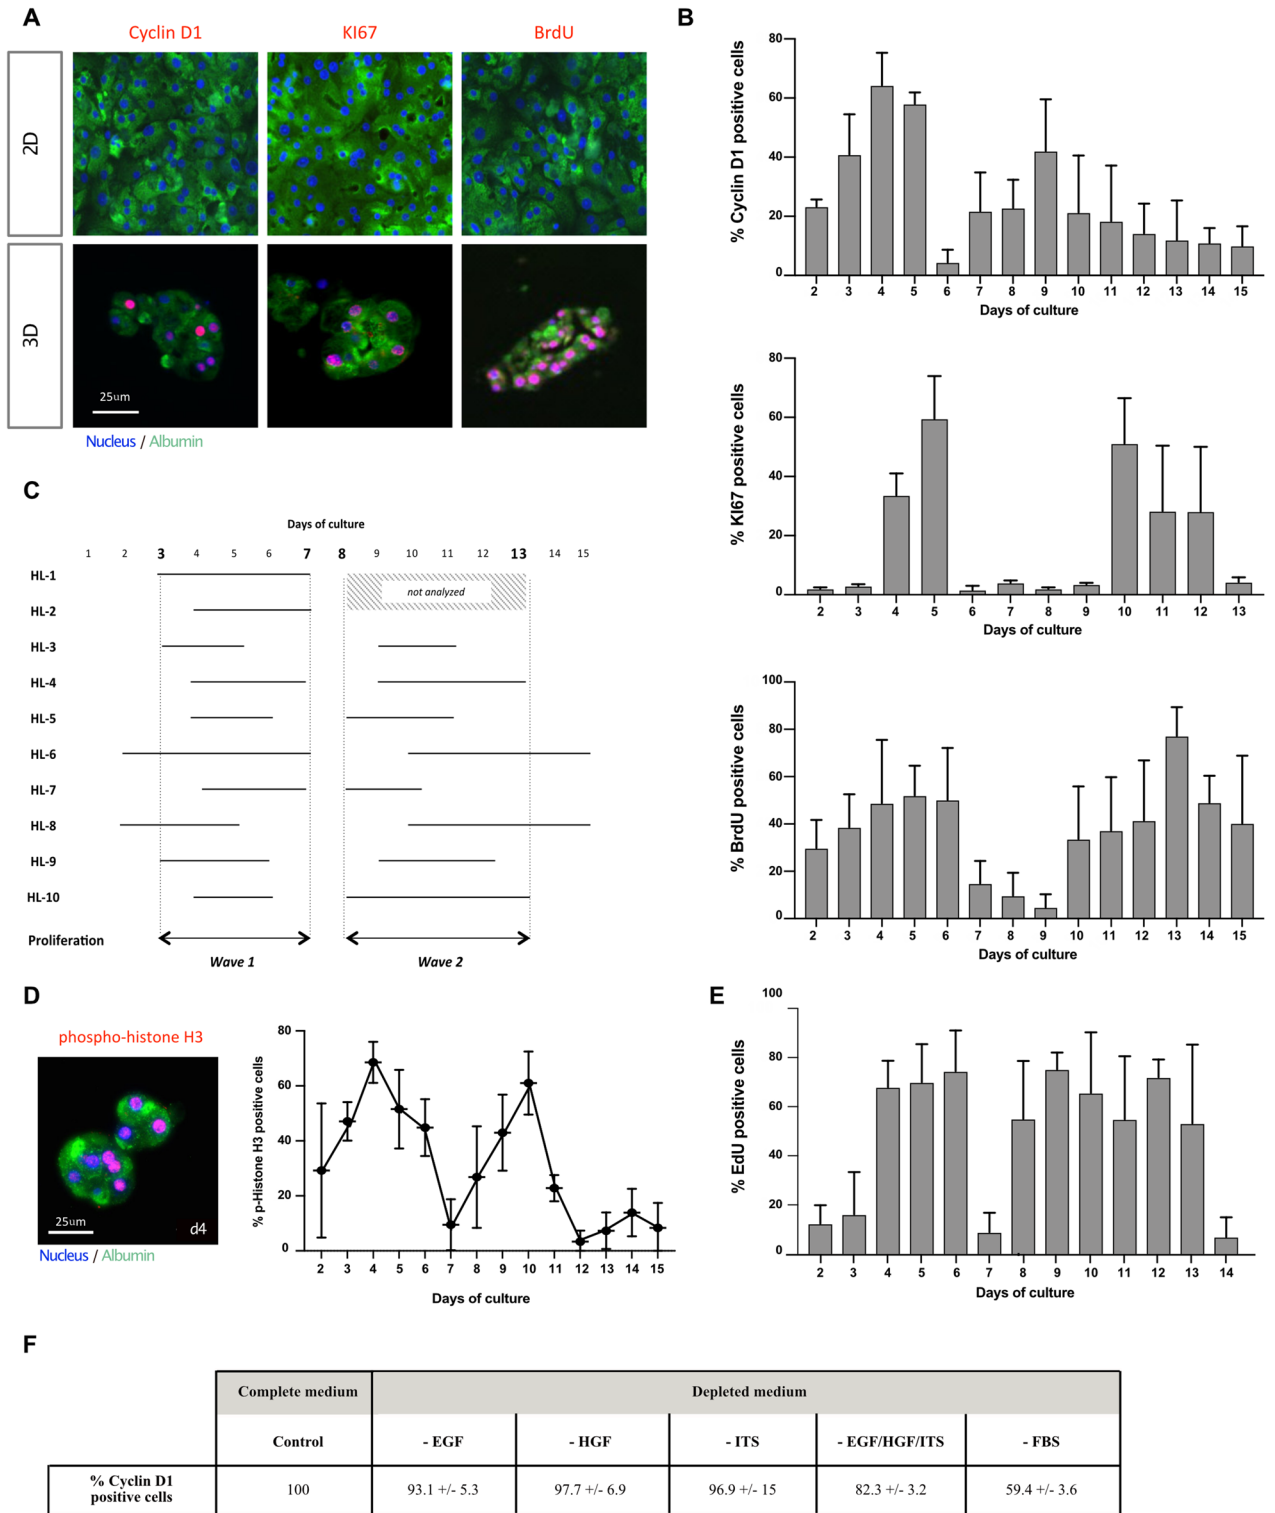 A
Cyclin D1 KI67 BrdU
2D
3D
25um
Nucleus / Albumin
B
% Cyclin D1 positive cells
80
60
40
20
0
2 3 4 5 6 7 8 9 10 11 12 13 14 15
Days of culture
% KI67 positive cells
80
60
40
20
0
2 3 4 5 6 7 8 9 10 11 12 13
Days of culture
% BrdU positive cells
100
80
60
40
20
0
2 3 4 5 6 7 8 9 10 11 12 13 14 15
Days of culture
C
Days of culture
1 2 3 4 5 6 7 8 9 10 11 12 13 14 15
HL-1
not analyzed
HL-2
HL-3
HL-4
HL-5
HL-6
HL-7
HL-8
HL-9
HL-10
Proliferation
Wave 1 Wave 2
D
phospho-histone H3
25um
d4
Nucleus / Albumin
% p-Histone H3 positive cells
80
60
40
20
0
2 3 4 5 6 7 8 9 10 11 12 13 14 15
Days of culture
E
% EdU positive cells
100
80
60
40
20
0
2 3 4 5 6 7 8 9 10 11 12 13 14
Days of culture
F
Complete medium Depleted medium
Control - EGF - HGF - ITS - EGF/HGF/ITS - FBS
% Cyclin D1
positive cells
100 93.1 +/- 5.3 97.7 +/- 6.9 96.9 +/- 15 82.3 +/- 3.2 59.4 +/- 3.6